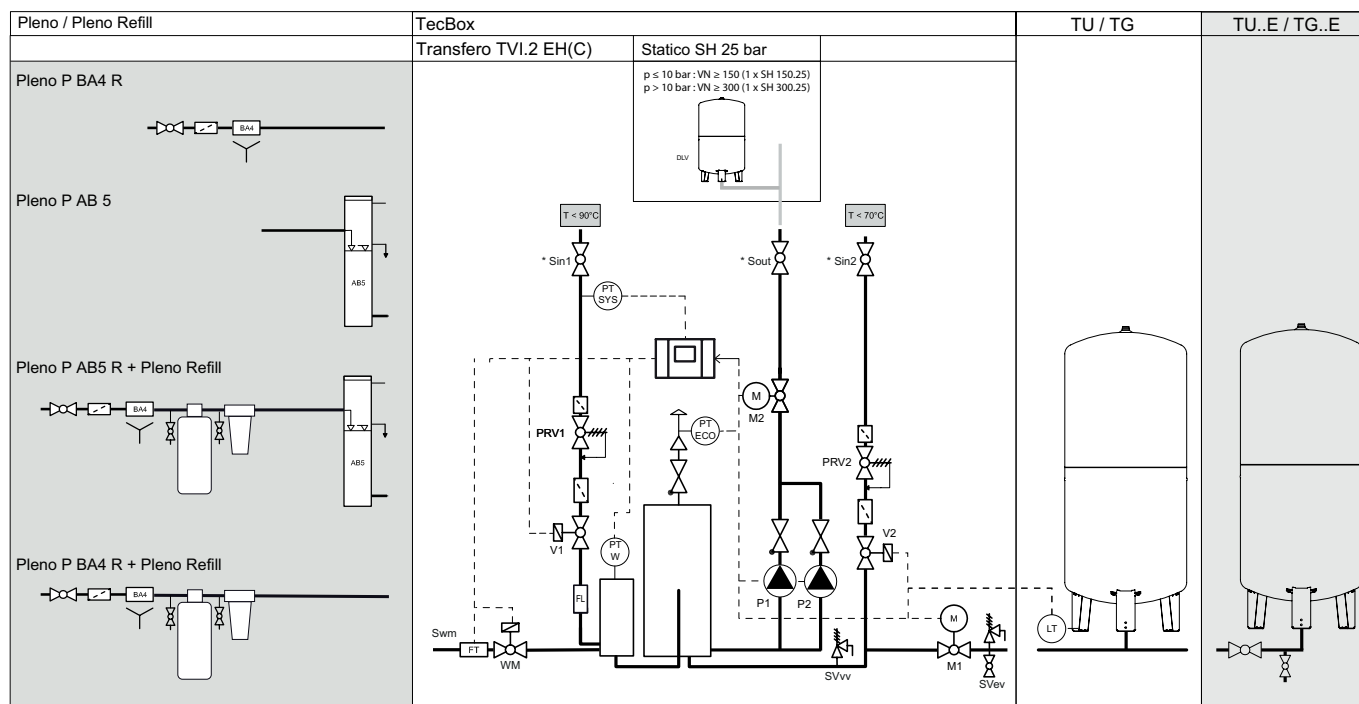 Pleno / Pleno Refill
TecBox
TU / TG
TU..E / TG..E
Transfero TVI.2 EH(C)
Statico SH 25 bar
Pleno P BA4 R
BA4
p ≤ 10 bar : VN ≥ 150 (1 x SH 150.25)
p > 10 bar : VN ≥ 300 (1 x SH 300.25)
DLV
Pleno P AB 5
AB5
T < 90°C
T < 70°C
* Sin1
* Sout
* Sin2
PT
SYS
Pleno P AB5 R + Pleno Refill
BA4
AB5
M
M2
PRV1
PT
ECO
PRV2
V1
V2
PT
W
Pleno P BA4 R + Pleno Refill
BA4
FL
P1
P2
M
LT
Swm
FT
WM
SVvv
M1
SVev